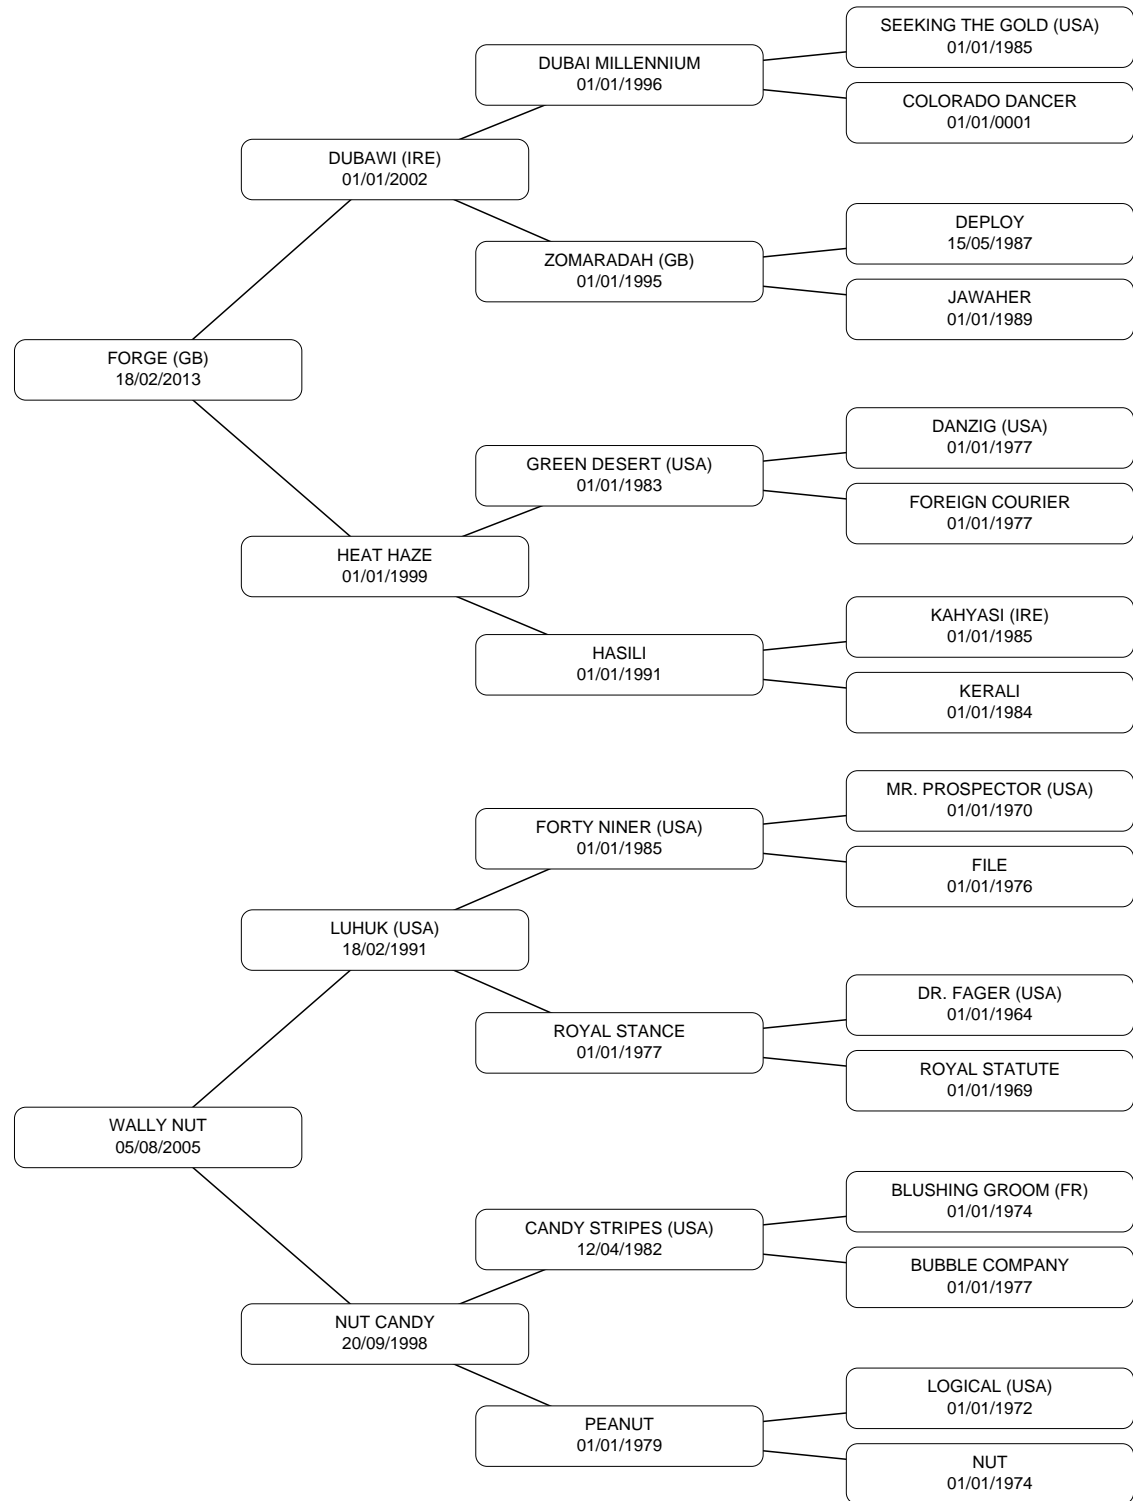 SEEKING THE GOLD (USA)
01/01/1985
DUBAI MILLENNIUM
01/01/1996
COLORADO DANCER
01/01/0001
DUBAWI (IRE)
01/01/2002
DEPLOY
15/05/1987
ZOMARADAH (GB)
01/01/1995
JAWAHER
01/01/1989
FORGE (GB)
18/02/2013
DANZIG (USA)
01/01/1977
GREEN DESERT (USA)
01/01/1983
FOREIGN COURIER
01/01/1977
HEAT HAZE
01/01/1999
KAHYASI (IRE)
01/01/1985
HASILI
01/01/1991
KERALI
01/01/1984
MR. PROSPECTOR (USA)
01/01/1970
FORTY NINER (USA)
01/01/1985
FILE
01/01/1976
LUHUK (USA)
18/02/1991
DR. FAGER (USA)
01/01/1964
ROYAL STANCE
01/01/1977
ROYAL STATUTE
01/01/1969
WALLY NUT
05/08/2005
BLUSHING GROOM (FR)
01/01/1974
CANDY STRIPES (USA)
12/04/1982
BUBBLE COMPANY
01/01/1977
NUT CANDY
20/09/1998
LOGICAL (USA)
01/01/1972
PEANUT
01/01/1979
NUT
01/01/1974